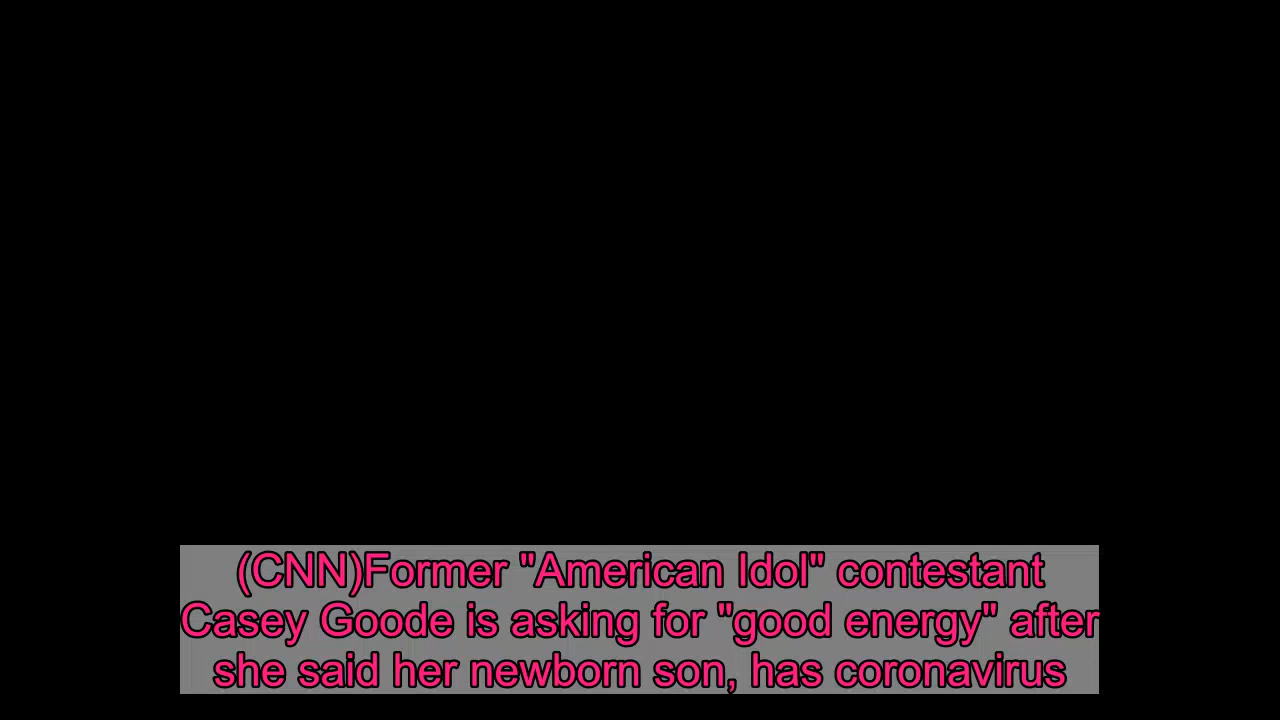 (CNN)Former "American Idol" contestant
Casey Goode is asking for "good energy" after
she said her newborn son, has coronavirus